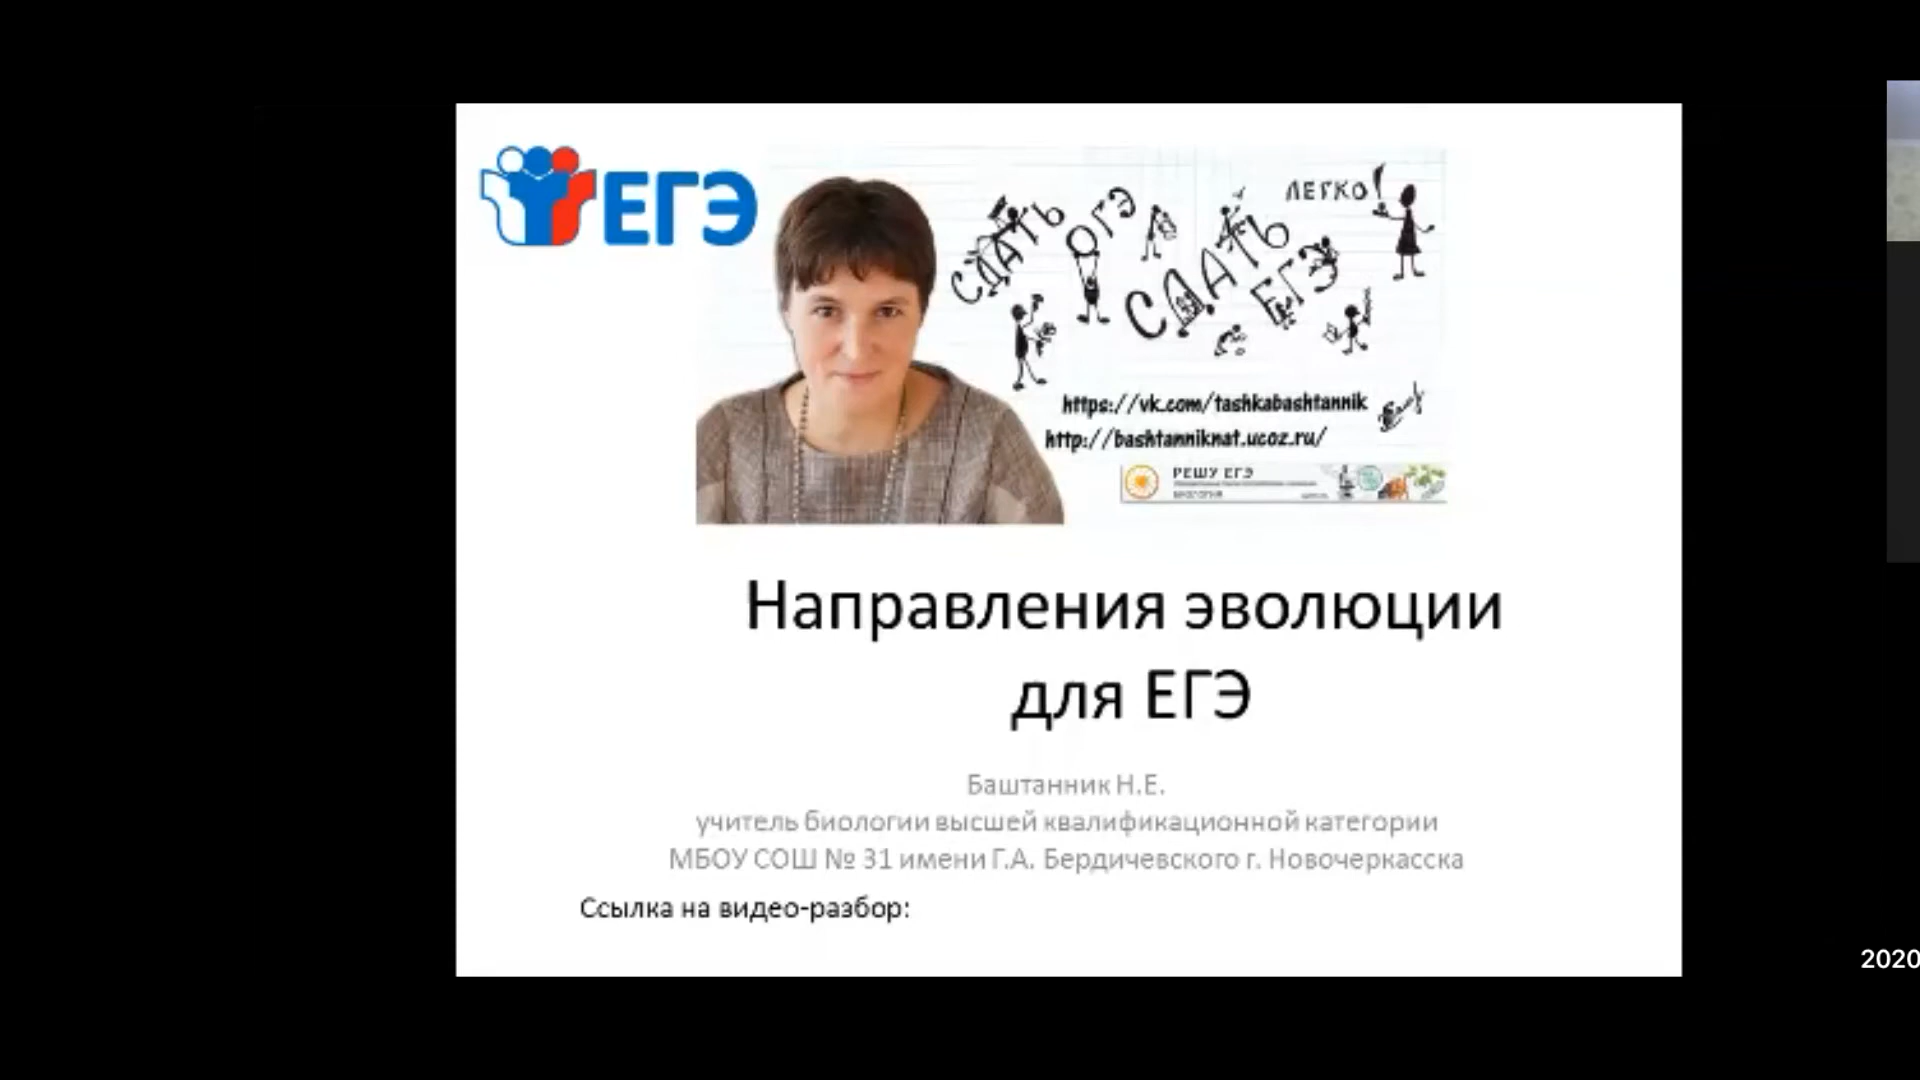 ЕГЭ
СДАТЬ ОГЭ
СДАТЬ ЕГЭ
ЛЕГКО!
https://vk.com/tashkabashtannik
http://bashtanniknat.ucoz.ru/
РЕШУ ЕГЭ
Направления эволюции
для ЕГЭ
Баштанник Н.Е.
учитель биологии высшей квалификационной категории
МБОУ СОШ № 31 имени Г.А. Бердичевского г. Новочеркасска
Ссылка на видео-разбор:
2020